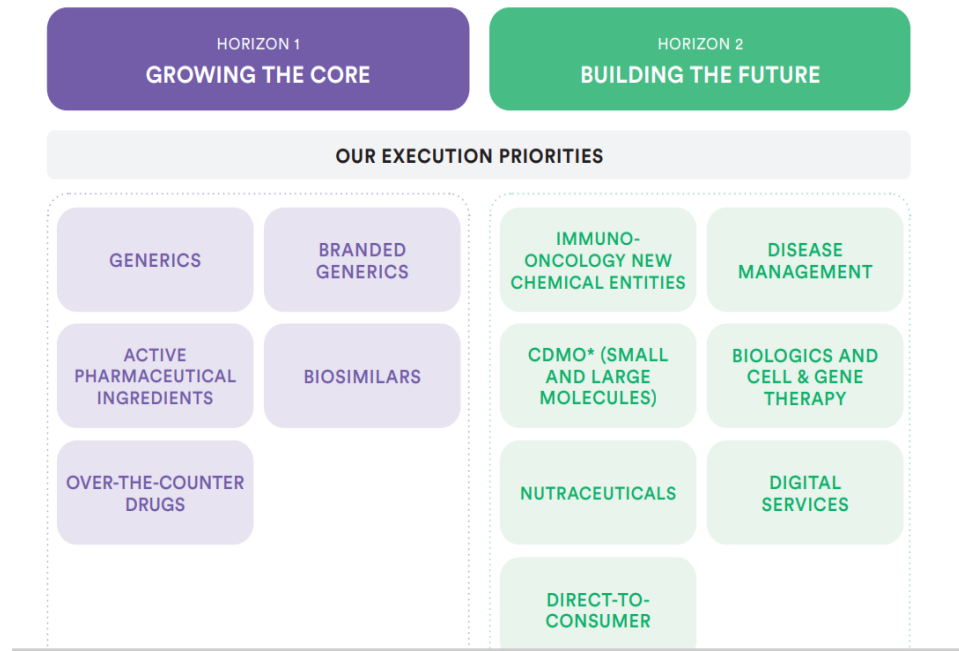 HORIZON 1
GROWING THE CORE
HORIZON 2
BUILDING THE FUTURE
OUR EXECUTION PRIORITIES
GENERICS
BRANDED
GENERICS
ACTIVE
PHARMACEUTICAL
INGREDIENTS
BIOSIMILARS
OVER-THE-COUNTER
DRUGS
IMMUNO-
ONCOLOGY NEW
CHEMICAL ENTITIES
DISEASE
MANAGEMENT
CDMO* (SMALL
AND LARGE
MOLECULES)
BIOLOGICS AND
CELL & GENE
THERAPY
NUTRACEUTICALS
DIGITAL
SERVICES
DIRECT-TO-
CONSUMER